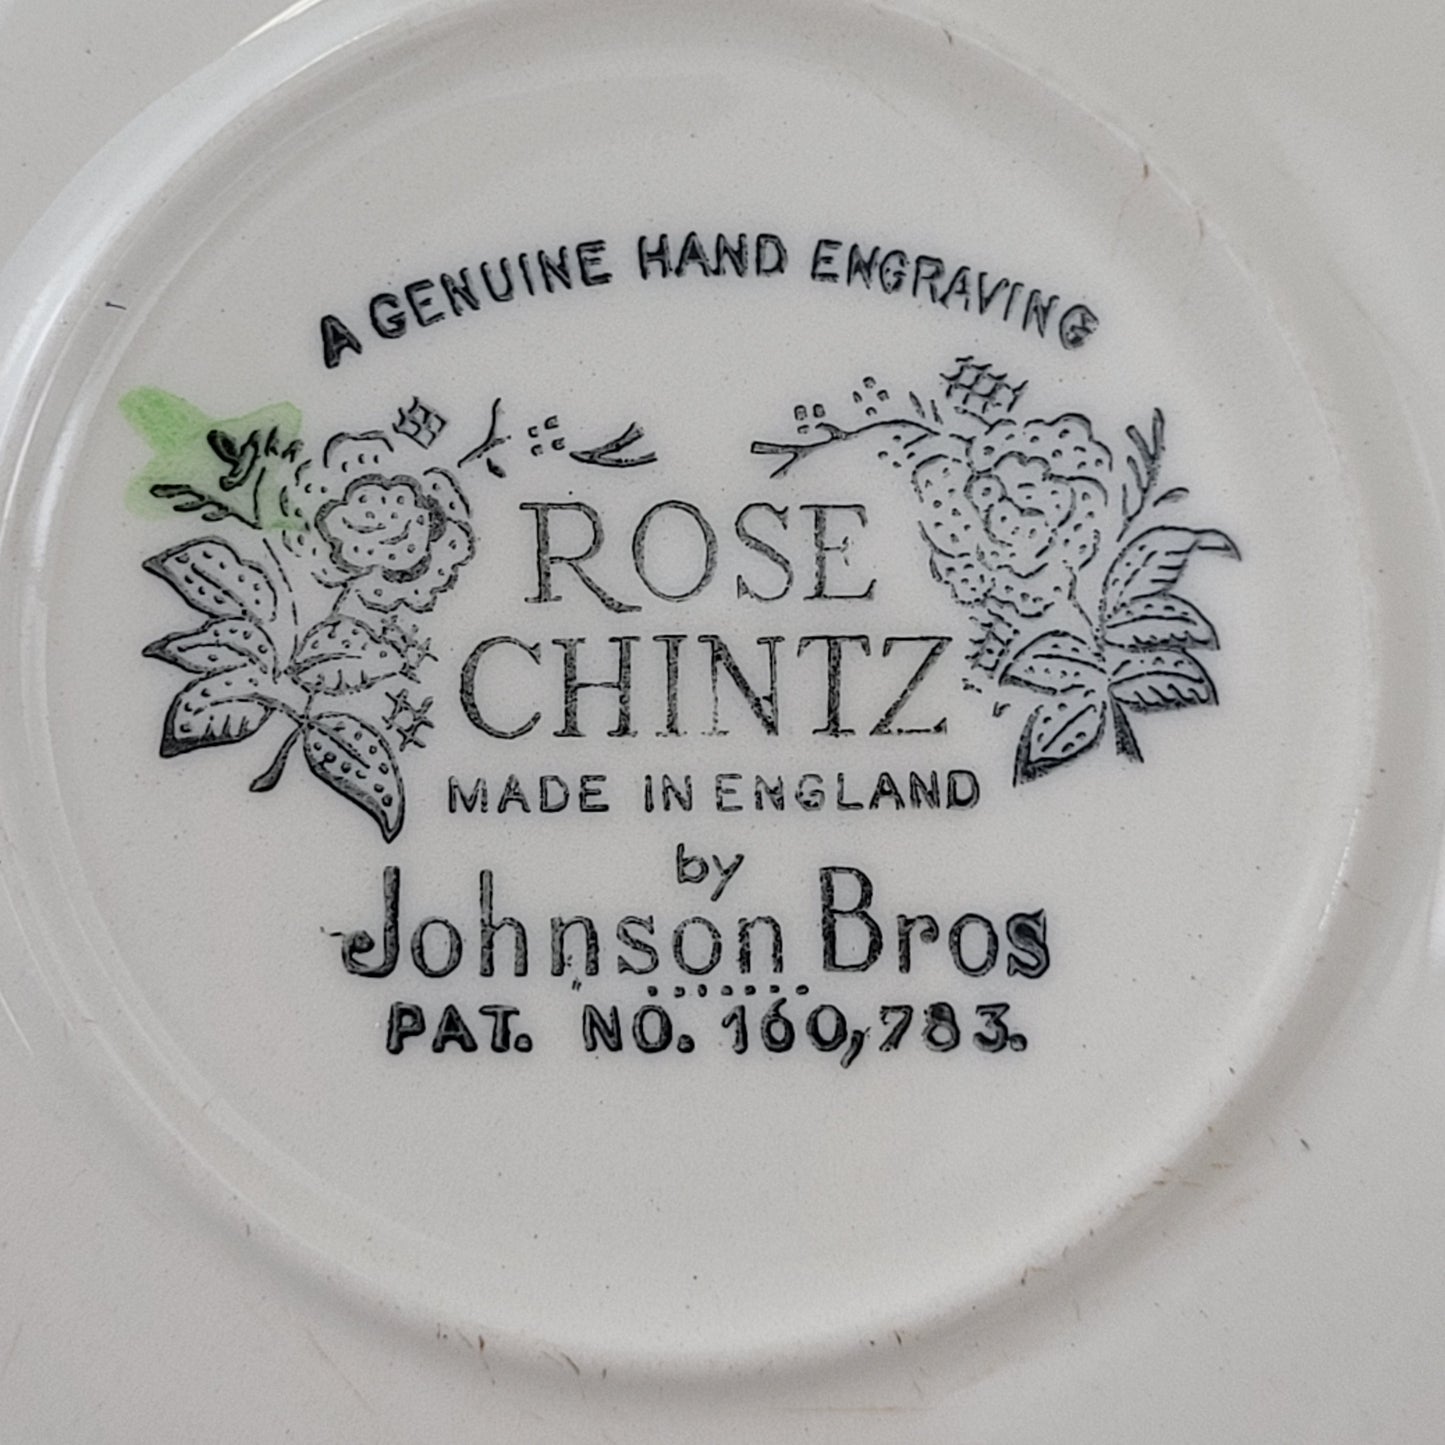 A GENUINE HAND ENGRAVING
ROSE
CHINTZ
MADE IN ENGLAND
by
Johnson Bros
PAT. NO. 160,783.